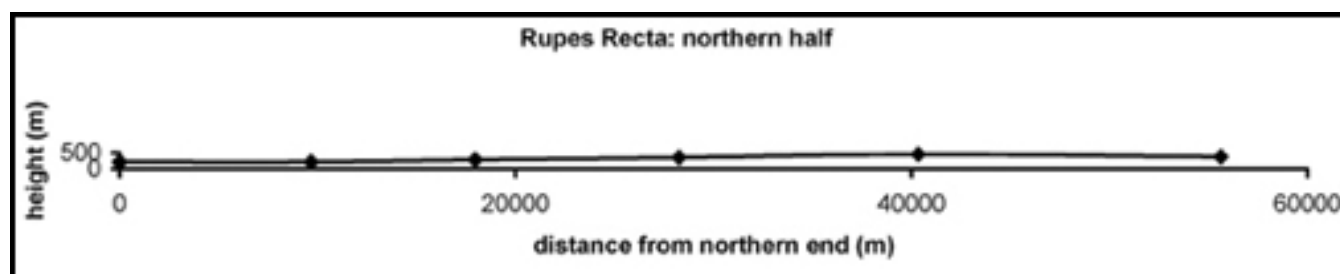 Rupes Recta: northern half
height (m)
500
0
0 20000 40000 60000
distance from northern end (m)